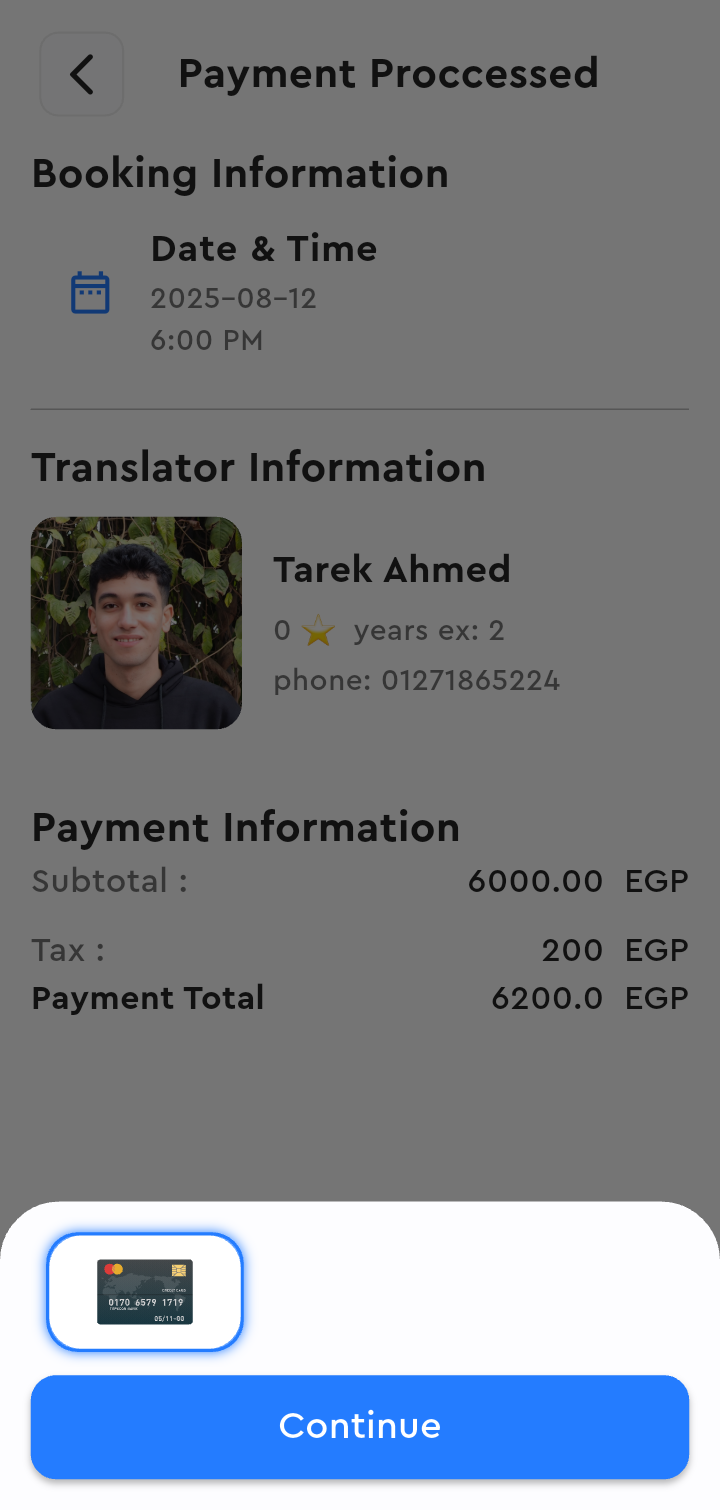 Payment Proccessed
Booking Information
Date & Time
2025-08-12
6:00 PM
Translator Information
Tarek Ahmed
0 ⭐ years ex: 2
phone: 01271865224
Payment Information
Subtotal : 6000.00 EGP
Tax : 200 EGP
Payment Total 6200.0 EGP
CREDIT CARD
0170 6579 1719
05/11-00
Continue